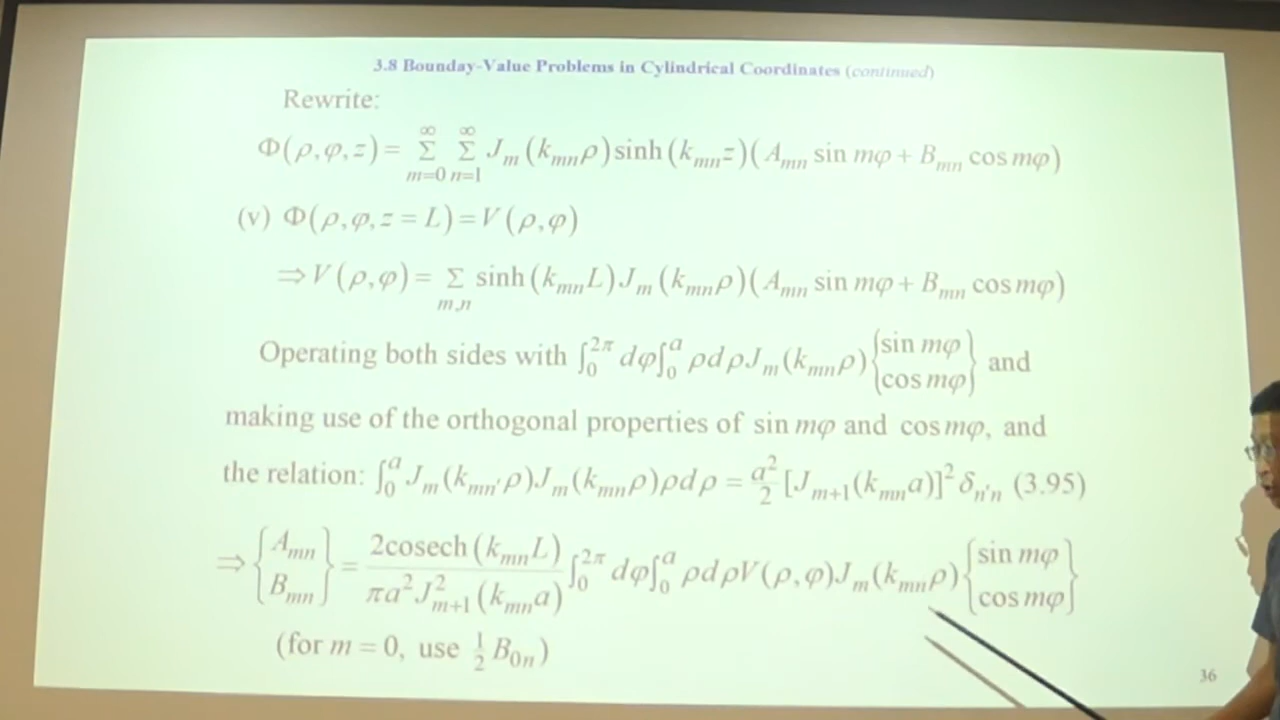 3.8 Bounday-Value Problems in Cylindrical Coordinates (continued)
Rewrite:
Φ(ρ,φ,z) = Σ_{m=0}^{∞} Σ_{n=1}^{∞} J_m(k_{mn}ρ) sinh(k_{mn}z)(A_{mn} sin mφ + B_{mn} cos mφ)
(v) Φ(ρ,φ,z = L) = V(ρ,φ)
⇒ V(ρ,φ) = Σ_{m,n} sinh(k_{mn}L) J_m(k_{mn}ρ)(A_{mn} sin mφ + B_{mn} cos mφ)
Operating both sides with ∫_0^{2π} dφ ∫_0^a ρdρ J_m(k_{mn}ρ) {sin mφ / cos mφ} and
making use of the orthogonal properties of sin mφ and cos mφ, and
the relation: ∫_0^a J_m(k_{mn'}ρ) J_m(k_{mn}ρ) ρdρ = a²/2 [J_{m+1}(k_{mn}a)]² δ_{n'n} (3.95)
⇒ {A_{mn} / B_{mn}} = 2cosech(k_{mn}L) / πa²J²_{m+1}(k_{mn}a) ∫_0^{2π} dφ ∫_0^a ρdρ V(ρ,φ) J_m(k_{mn}ρ) {sin mφ / cos mφ}
(for m = 0, use ½ B_{0n})
36